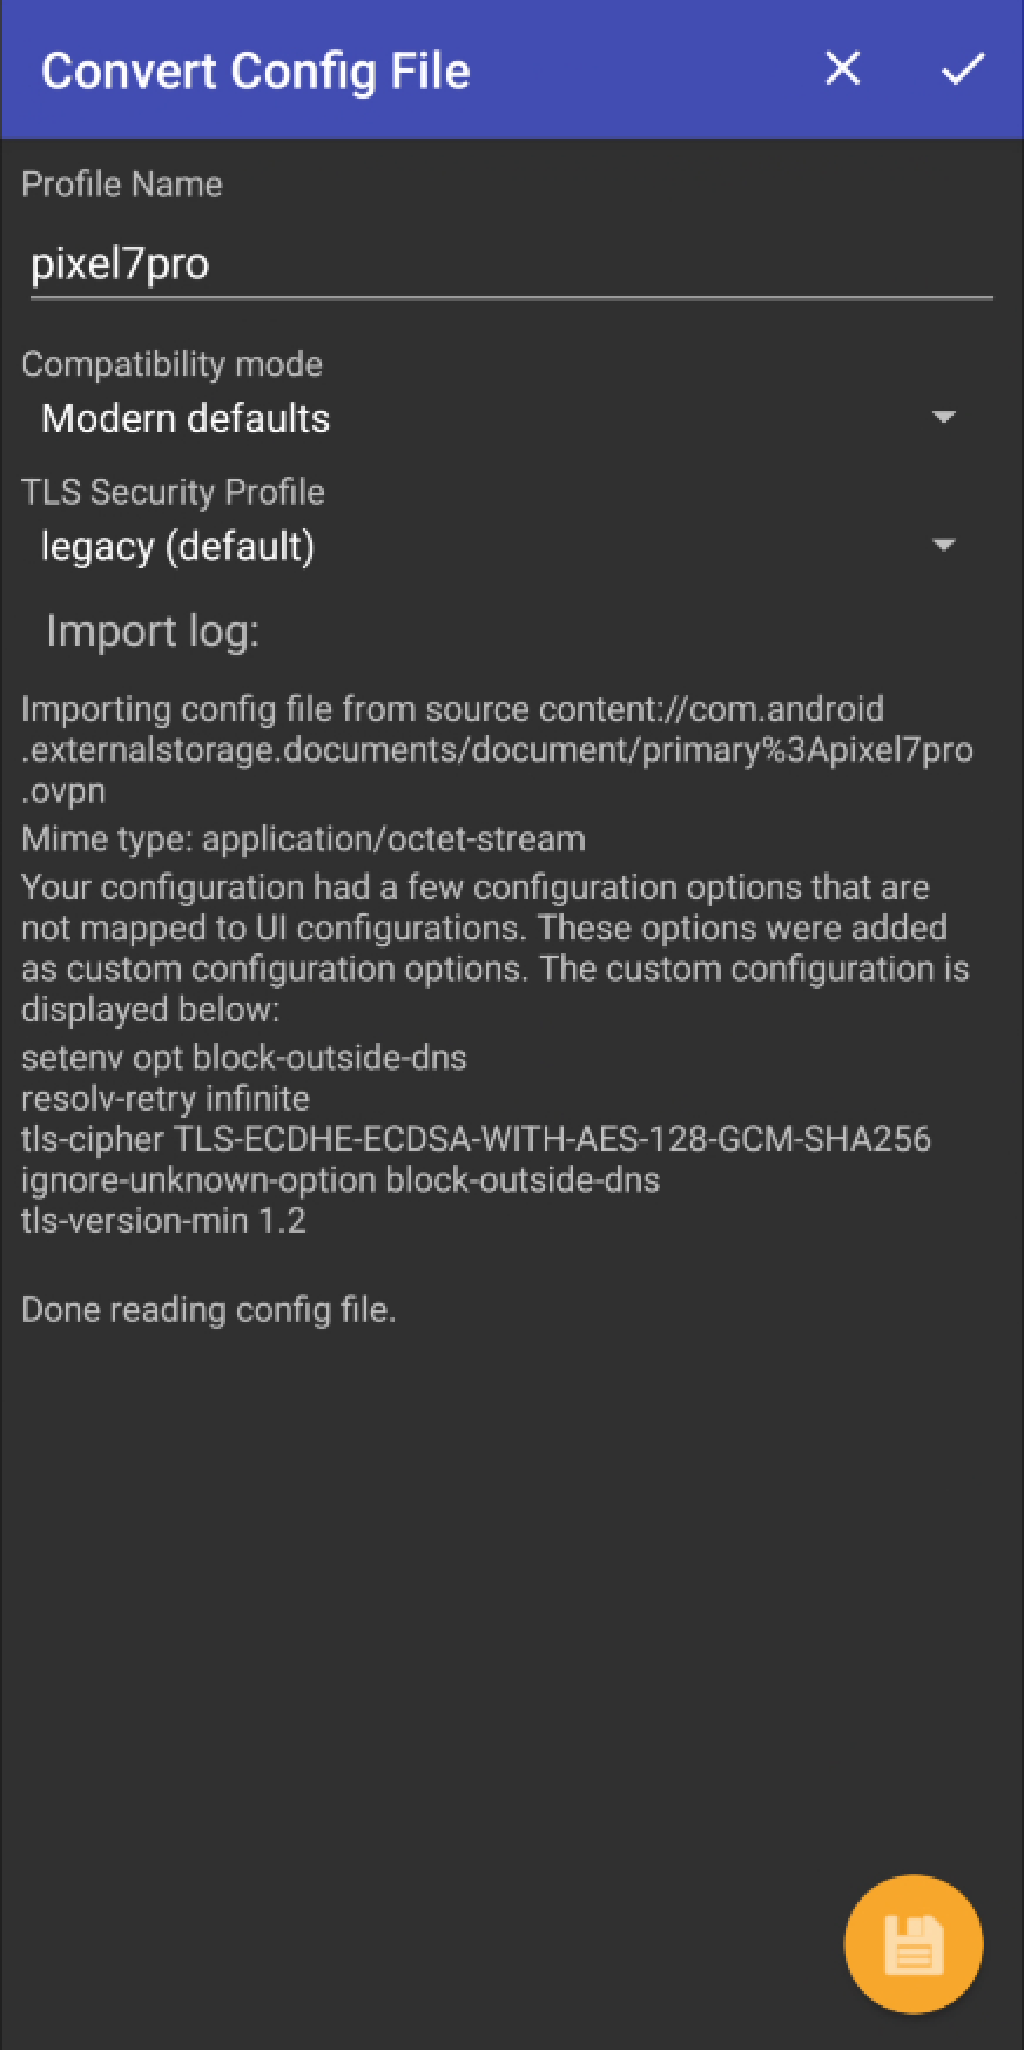 Convert Config File
Profile Name
pixel7pro
Compatibility mode
Modern defaults
TLS Security Profile
legacy (default)
Import log:
Importing config file from source content://com.android
.externalstorage.documents/document/primary%3Apixel7pro
.ovpn
Mime type: application/octet-stream
Your configuration had a few configuration options that are
not mapped to UI configurations. These options were added
as custom configuration options. The custom configuration is
displayed below:
setenv opt block-outside-dns
resolv-retry infinite
tls-cipher TLS-ECDHE-ECDSA-WITH-AES-128-GCM-SHA256
ignore-unknown-option block-outside-dns
tls-version-min 1.2
Done reading config file.